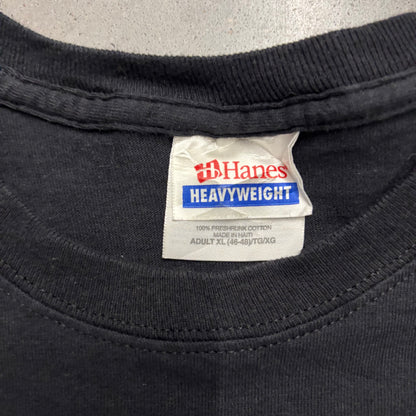 Hanes
HEAVYWEIGHT
100% PRESHRUNK COTTON
MADE IN HAITI
ADULT XL (46-48)/TG/XG